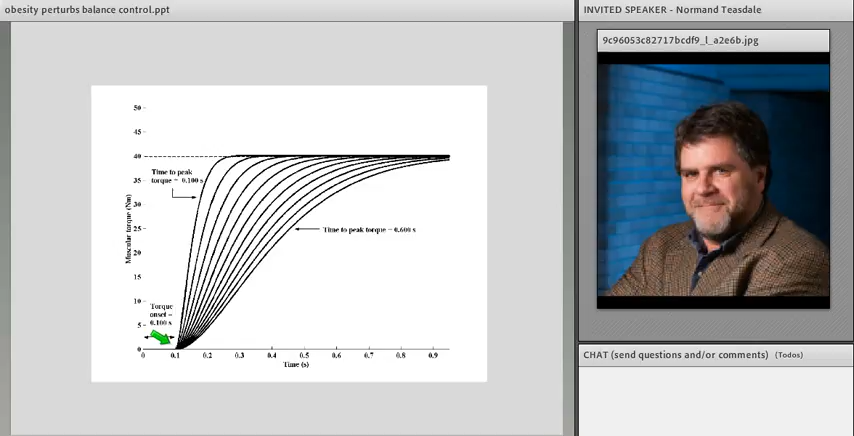 obesity perturbs balance control.ppt
50
45
40
35
30
25
20
15
10
5
0
Muscular torque (Nm)
Time to peak
torque = 0.100 s
Time to peak torque = 0.600 s
Torque
onset =
0.100 s
0 0.1 0.2 0.3 0.4 0.5 0.6 0.7 0.8 0.9
Time (s)
INVITED SPEAKER - Normand Teasdale
9c96053c82717bcdf9_l_a2e6b.jpg
CHAT (send questions and/or comments) (Todos)